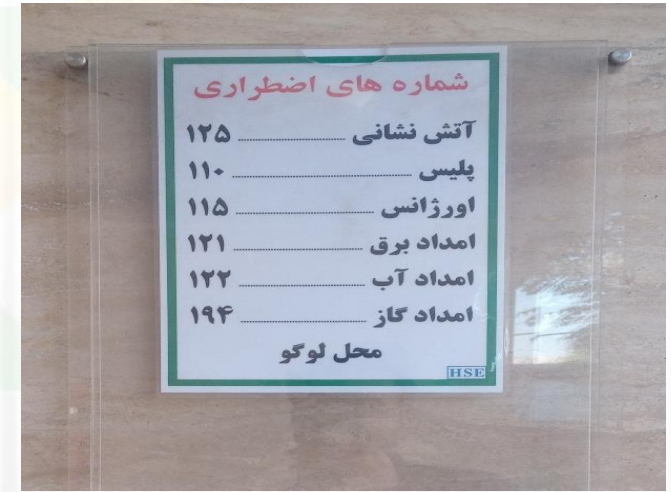 شماره های اضطراری
آتش نشانی ........................ ۱۲۵
پلیس ........................ ۱۱۰
اورژانس ........................ ۱۱۵
امداد برق ........................ ۱۲۱
امداد آب ........................ ۱۲۲
امداد گاز ........................ ۱۹۴
محل لوگو
HSE